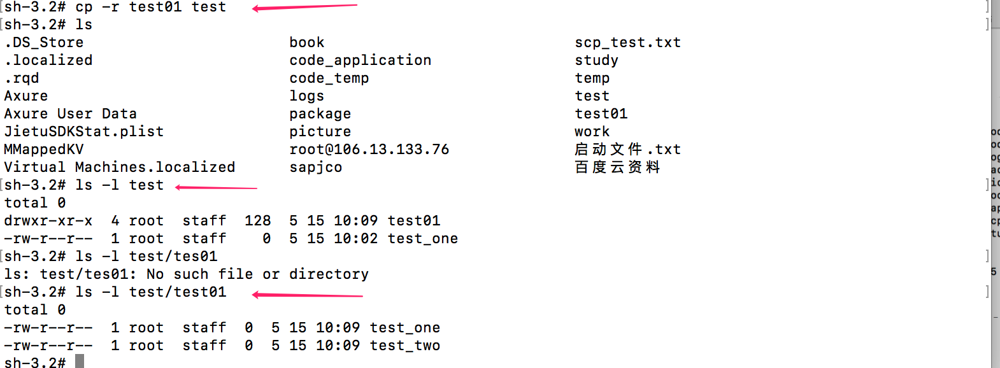 [sh-3.2# cp -r test01 test ]
[sh-3.2# ls ]
.DS_Store book scp_test.txt
.localized code_application study
.rqd code_temp temp
Axure logs test
Axure User Data package test01
JietuSDKStat.plist picture work
MMappedKV root@106.13.133.76 启动文件.txt
Virtual Machines.localized sapjco 百度云资料
[sh-3.2# ls -l test ]
total 0
drwxr-xr-x 4 root staff 128 5 15 10:09 test01
-rw-r--r-- 1 root staff 0 5 15 10:02 test_one
[sh-3.2# ls -l test/tes01 ]
ls: test/tes01: No such file or directory
[sh-3.2# ls -l test/test01 ]
total 0
-rw-r--r-- 1 root staff 0 5 15 10:09 test_one
-rw-r--r-- 1 root staff 0 5 15 10:09 test_two
sh-3.2#